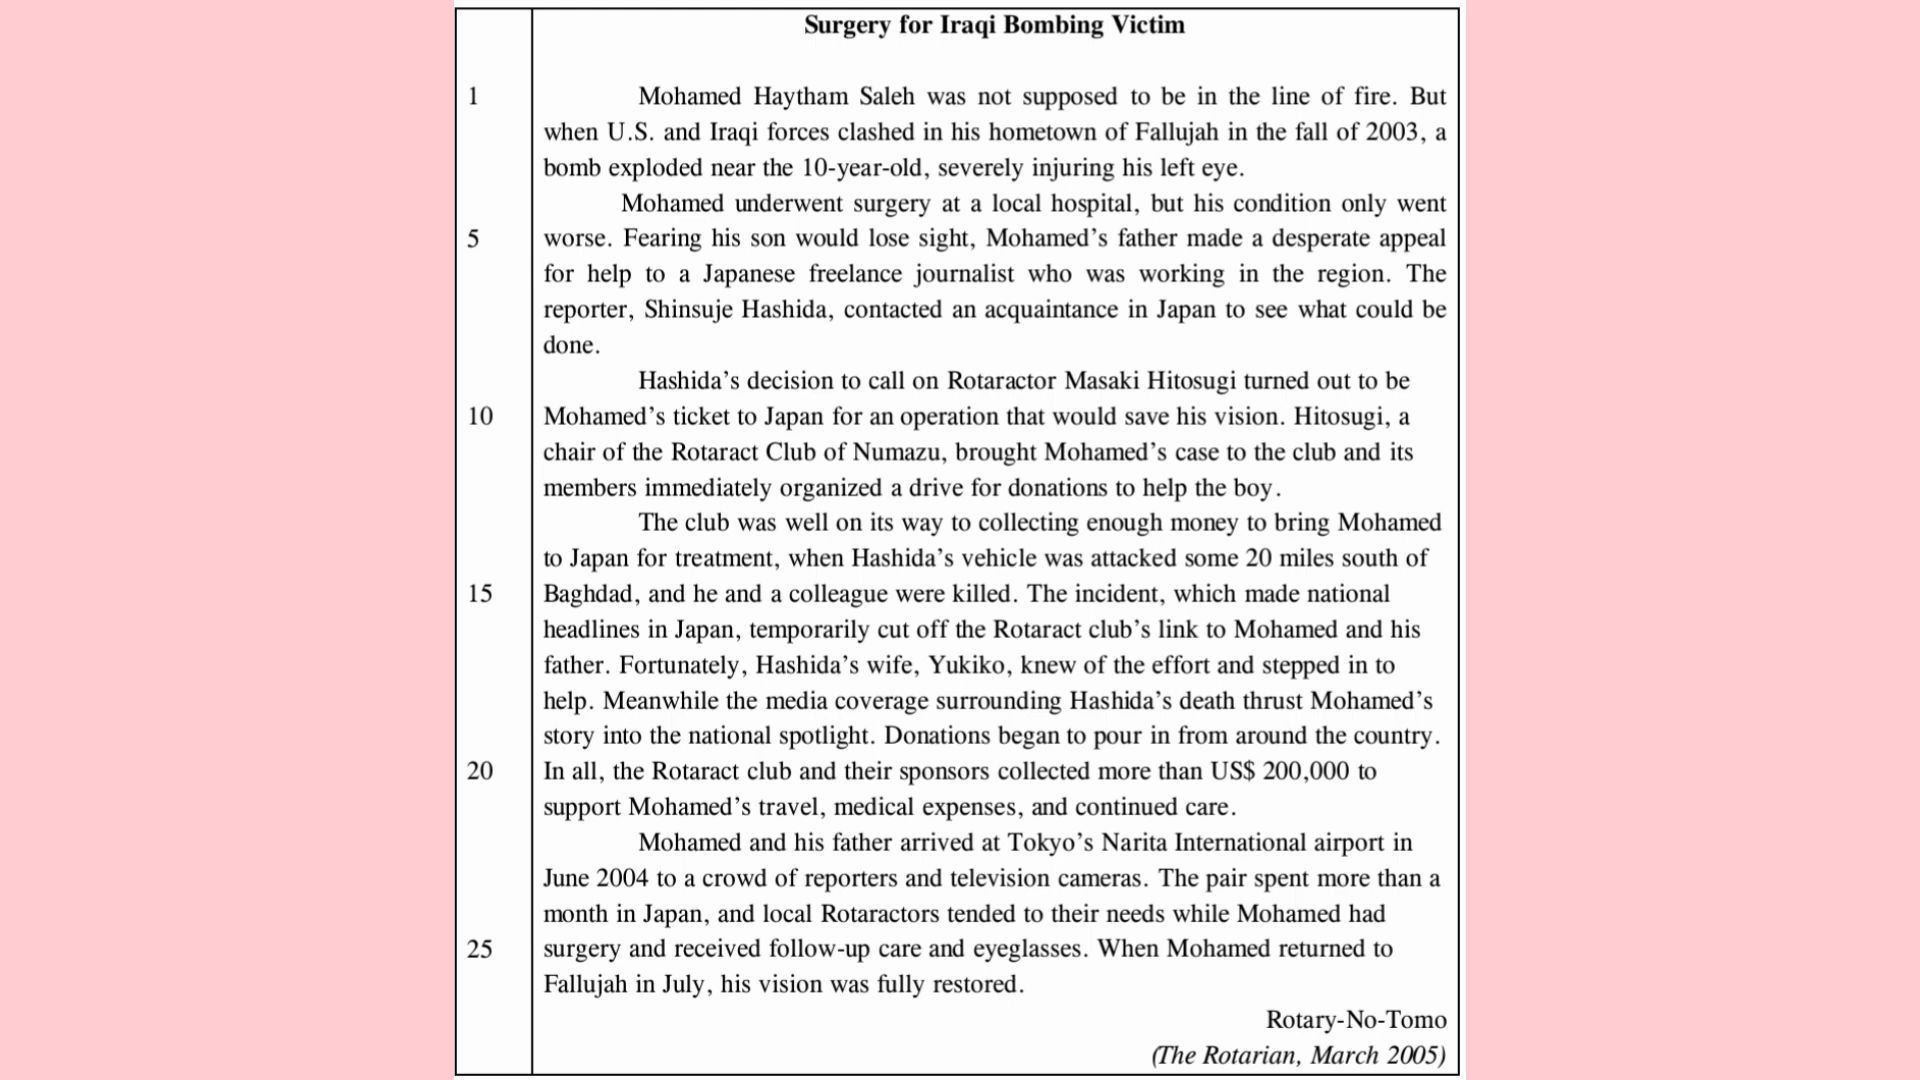 Surgery for Iraqi Bombing Victim
1 Mohamed Haytham Saleh was not supposed to be in the line of fire. But
when U.S. and Iraqi forces clashed in his hometown of Fallujah in the fall of 2003, a
bomb exploded near the 10-year-old, severely injuring his left eye.
Mohamed underwent surgery at a local hospital, but his condition only went
5 worse. Fearing his son would lose sight, Mohamed’s father made a desperate appeal
for help to a Japanese freelance journalist who was working in the region. The
reporter, Shinsuje Hashida, contacted an acquaintance in Japan to see what could be
done.
Hashida’s decision to call on Rotaractor Masaki Hitosugi turned out to be
10 Mohamed’s ticket to Japan for an operation that would save his vision. Hitosugi, a
chair of the Rotaract Club of Numazu, brought Mohamed’s case to the club and its
members immediately organized a drive for donations to help the boy.
The club was well on its way to collecting enough money to bring Mohamed
to Japan for treatment, when Hashida’s vehicle was attacked some 20 miles south of
15 Baghdad, and he and a colleague were killed. The incident, which made national
headlines in Japan, temporarily cut off the Rotaract club’s link to Mohamed and his
father. Fortunately, Hashida’s wife, Yukiko, knew of the effort and stepped in to
help. Meanwhile the media coverage surrounding Hashida’s death thrust Mohamed’s
story into the national spotlight. Donations began to pour in from around the country.
20 In all, the Rotaract club and their sponsors collected more than US$ 200,000 to
support Mohamed’s travel, medical expenses, and continued care.
Mohamed and his father arrived at Tokyo’s Narita International airport in
June 2004 to a crowd of reporters and television cameras. The pair spent more than a
month in Japan, and local Rotaractors tended to their needs while Mohamed had
25 surgery and received follow-up care and eyeglasses. When Mohamed returned to
Fallujah in July, his vision was fully restored.
Rotary-No-Tomo
(The Rotarian, March 2005)